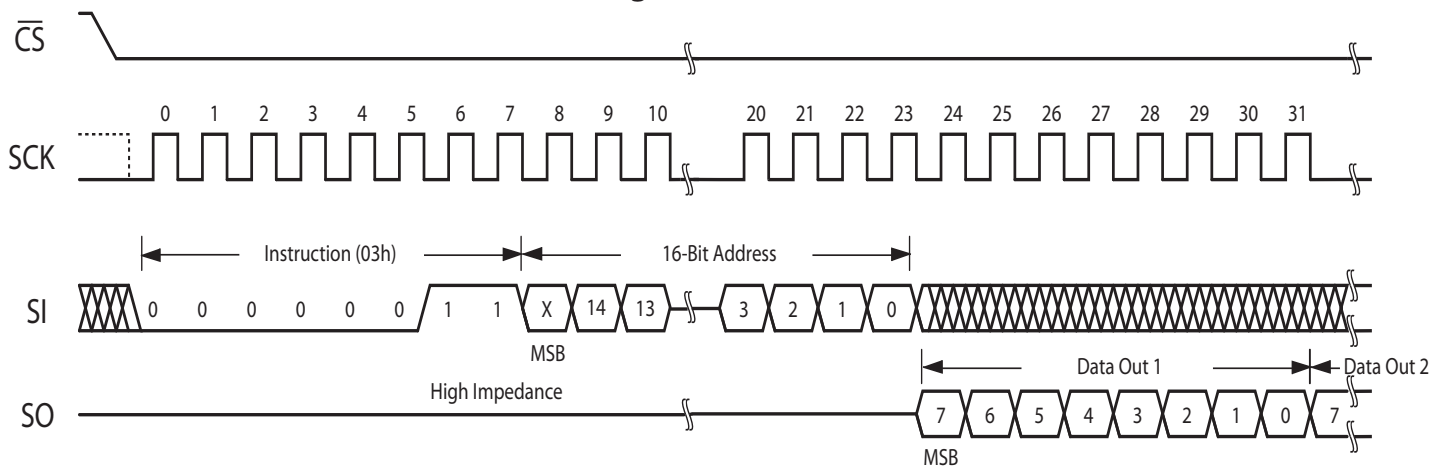 g
CS
0 1 2 3 4 5 6 7 8 9 10 20 21 22 23 24 25 26 27 28 29 30 31
SCK
Instruction (03h) 16-Bit Address
SI 0 0 0 0 0 0 1 1 X 14 13 3 2 1 0
MSB
Data Out 1 Data Out 2
High Impedance
SO 7 6 5 4 3 2 1 0 7
MSB